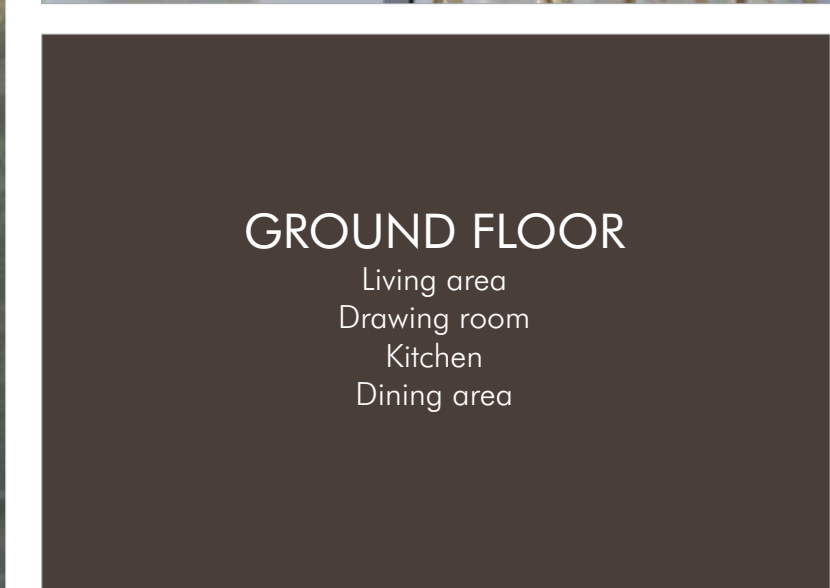 GROUND FLOOR
Living area
Drawing room
Kitchen
Dining area